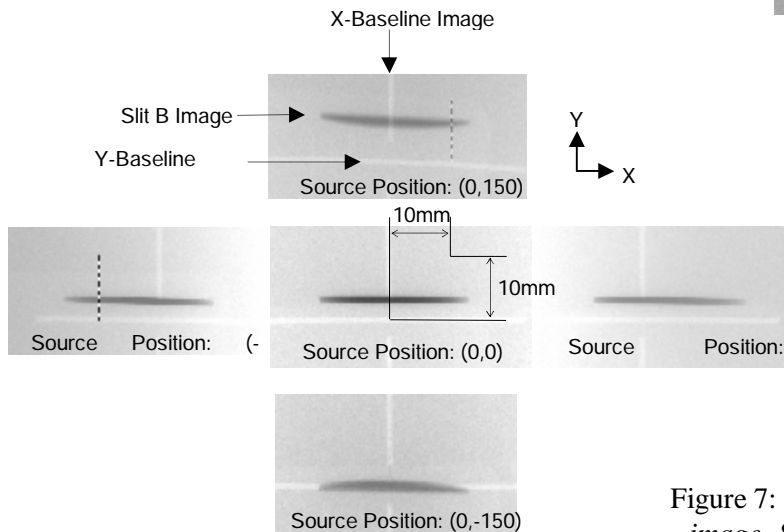 X-Baseline Image
Slit B Image
Y-Baseline
Y
X
Source Position: (0,150)
10mm
10mm
Source Position: (-
Source Position: (0,0)
Source Position:
Source Position: (0,-150)
Figure 7: